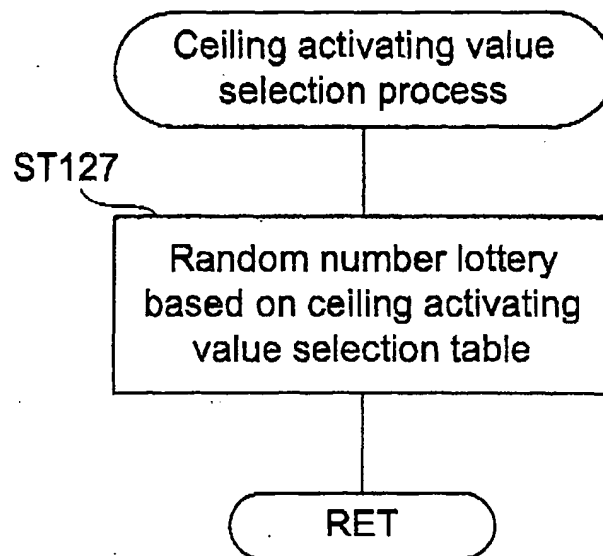 Ceiling activating value
selection process
ST127
Random number lottery
based on ceiling activating
value selection table
RET